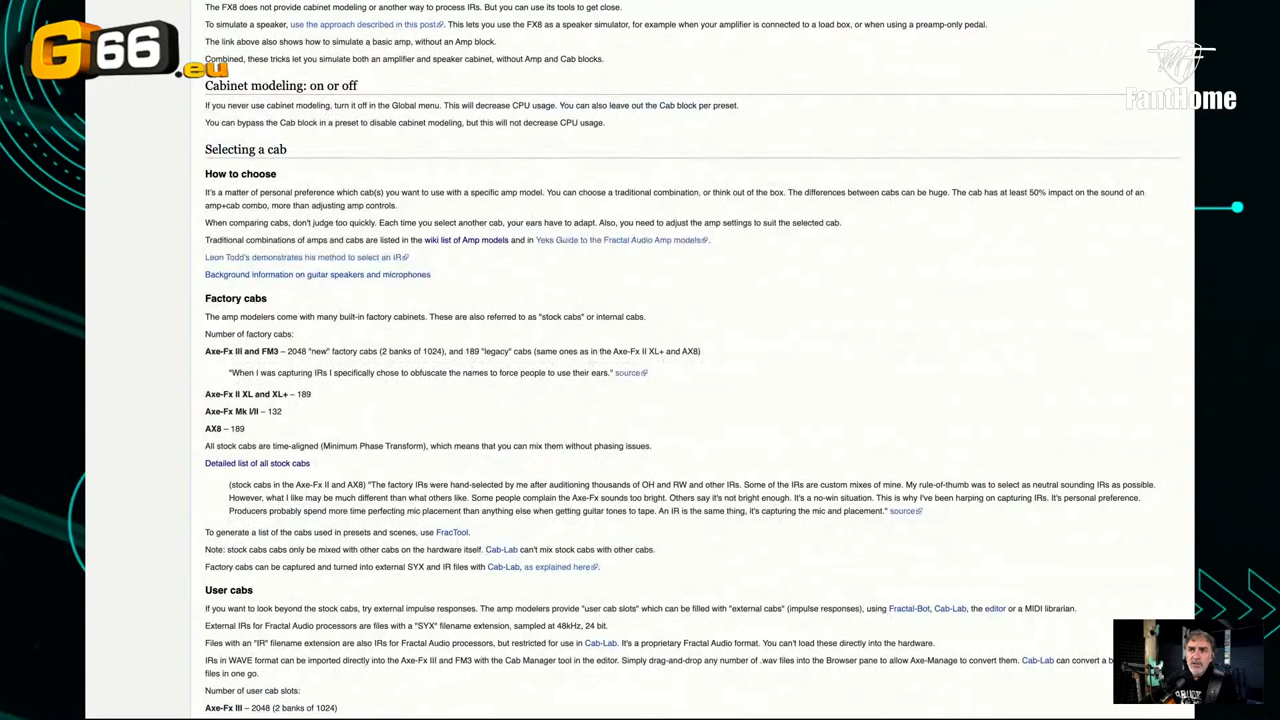 The FX8 does not provide cabinet modeling or another way to process IRs. But you can use its tools to get close.
To simulate a speaker, use the approach described in this post. This lets you use the FX8 as a speaker simulator, for example when your amplifier is connected to a load box, or when using a preamp-only pedal.
The link above also shows how to simulate a basic amp, without an Amp block.
Combined, these tricks let you simulate both an amplifier and speaker cabinet, without Amp and Cab blocks.
G66
.eu
FantHome
Cabinet modeling: on or off
If you never use cabinet modeling, turn it off in the Global menu. This will decrease CPU usage. You can also leave out the Cab block per preset.
You can bypass the Cab block in a preset to disable cabinet modeling, but this will not decrease CPU usage.
Selecting a cab
How to choose
It's a matter of personal preference which cab(s) you want to use with a specific amp model. You can choose a traditional combination, or think out of the box. The differences between cabs can be huge. The cab has at least 50% impact on the sound of an
amp+cab combo, more than adjusting amp controls.
When comparing cabs, don't judge too quickly. Each time you select another cab, your ears have to adapt. Also, you need to adjust the amp settings to suit the selected cab.
Traditional combinations of amps and cabs are listed in the wiki list of Amp models and in Yeks Guide to the Fractal Audio Amp models.
Leon Todd's demonstrates his method to select an IR
Background information on guitar speakers and microphones
Factory cabs
The amp modelers come with many built-in factory cabinets. These are also referred to as "stock cabs" or internal cabs.
Number of factory cabs:
Axe-Fx III and FM3 – 2048 "new" factory cabs (2 banks of 1024), and 189 "legacy" cabs (same ones as in the Axe-Fx II XL+ and AX8)
"When I was capturing IRs I specifically chose to obfuscate the names to force people to use their ears." source
Axe-Fx II XL and XL+ – 189
Axe-Fx Mk I/II – 132
AX8 – 189
All stock cabs are time-aligned (Minimum Phase Transform), which means that you can mix them without phasing issues.
Detailed list of all stock cabs
(stock cabs in the Axe-Fx II and AX8) "The factory IRs were hand-selected by me after auditioning thousands of OH and RW and other IRs. Some of the IRs are custom mixes of mine. My rule-of-thumb was to select as neutral sounding IRs as possible.
However, what I like may be much different than what others like. Some people complain the Axe-Fx sounds too bright. Others say it's not bright enough. It's a no-win situation. This is why I've been harping on capturing IRs. It's personal preference.
Producers probably spend more time perfecting mic placement than anything else when getting guitar tones to tape. An IR is the same thing, it's capturing the mic and placement." source
To generate a list of the cabs used in presets and scenes, use FracTool.
Note: stock cabs cabs only be mixed with other cabs on the hardware itself. Cab-Lab can't mix stock cabs with other cabs.
Factory cabs can be captured and turned into external SYX and IR files with Cab-Lab, as explained here.
User cabs
If you want to look beyond the stock cabs, try external impulse responses. The amp modelers provide "user cab slots" which can be filled with "external cabs" (impulse responses), using Fractal-Bot, Cab-Lab, the editor or a MIDI librarian.
External IRs for Fractal Audio processors are files with a "SYX" filename extension, sampled at 48kHz, 24 bit.
Files with an "IR" filename extension are also IRs for Fractal Audio processors, but restricted for use in Cab-Lab. It's a proprietary Fractal Audio format. You can't load these directly into the hardware.
IRs in WAVE format can be imported directly into the Axe-Fx III and FM3 with the Cab Manager tool in the editor. Simply drag-and-drop any number of .wav files into the Browser pane to allow Axe-Manage to convert them. Cab-Lab can convert a
files in one go.
Number of user cab slots:
Axe-Fx III – 2048 (2 banks of 1024)